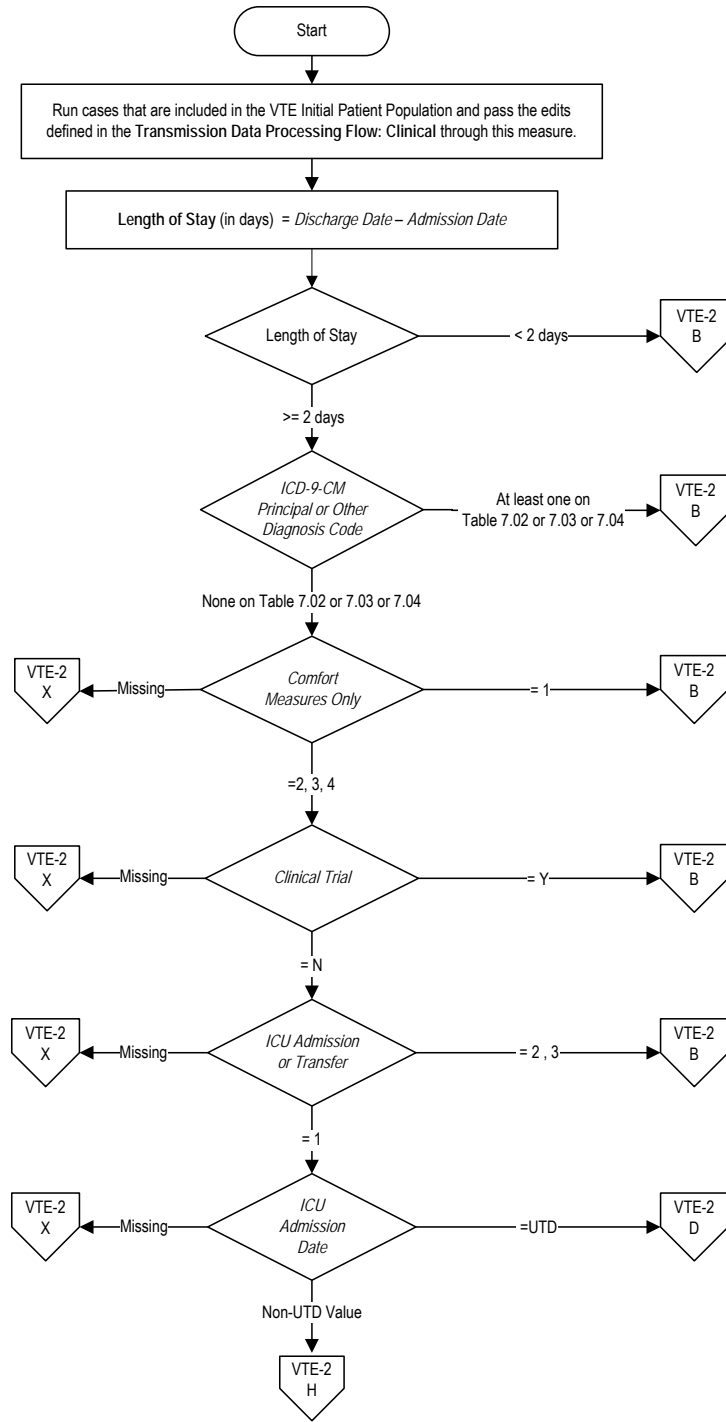 Start
Run cases that are included in the VTE Initial Patient Population and pass the edits
defined in the Transmission Data Processing Flow: Clinical through this measure.
Length of Stay (in days) = Discharge Date – Admission Date
Length of Stay
< 2 days
VTE-2
B
>= 2 days
ICD-9-CM
Principal or Other
Diagnosis Code
At least one on
Table 7.02 or 7.03 or 7.04
VTE-2
B
None on Table 7.02 or 7.03 or 7.04
VTE-2
X
Missing
Comfort
Measures Only
= 1
VTE-2
B
=2, 3, 4
VTE-2
X
Missing
Clinical Trial
= Y
VTE-2
B
= N
VTE-2
X
Missing
ICU Admission
or Transfer
= 2 , 3
VTE-2
B
= 1
VTE-2
X
Missing
ICU
Admission
Date
=UTD
VTE-2
D
Non-UTD Value
VTE-2
H